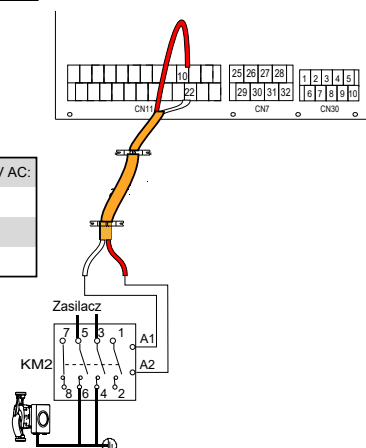 10
25 26 27 28
1 2 3 4 5
22
29 30 31 32
6 7 8 9 10
CN11
CN7
CN30
V AC:
Zasilacz
7 5 3 1
A1
KM2
A2
8 6 4 2